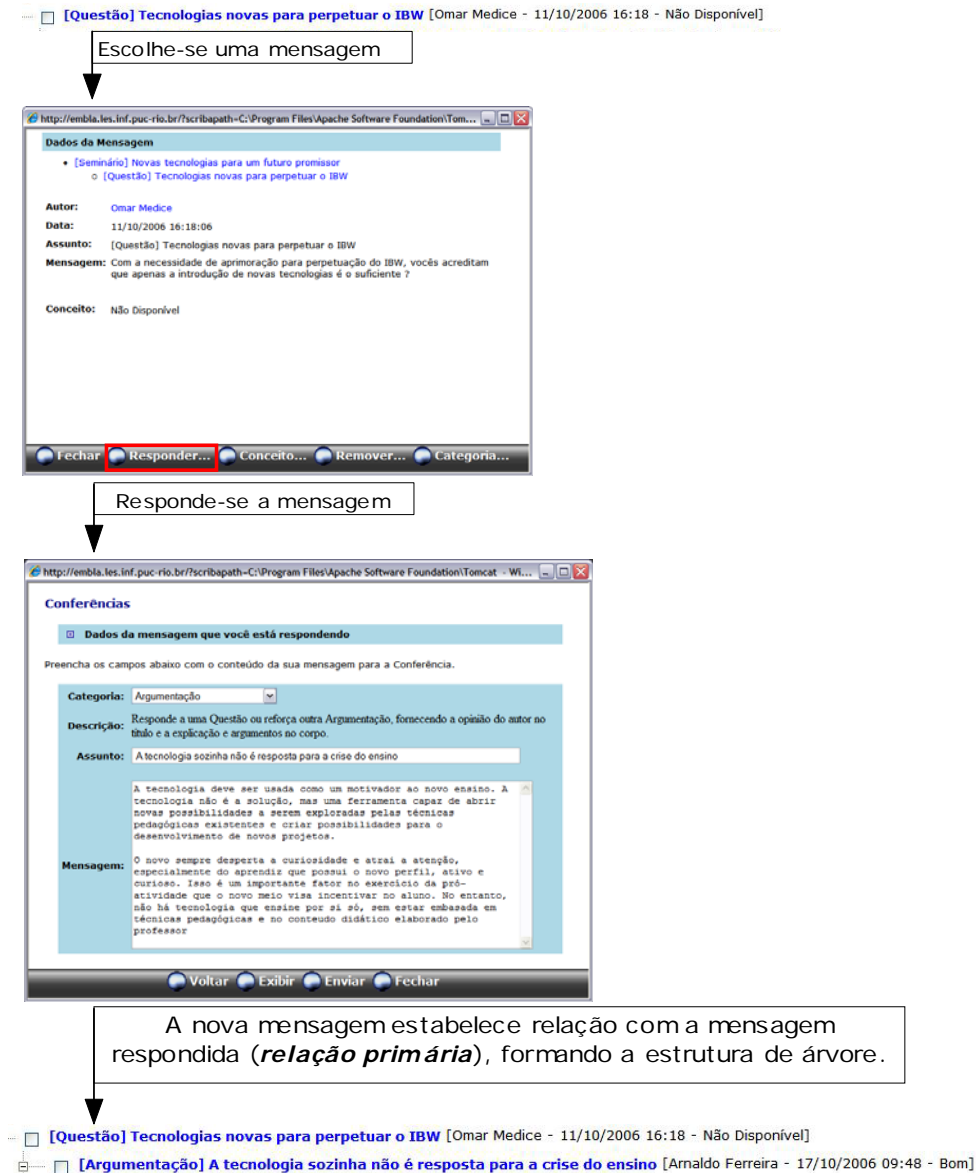 [Questão] Tecnologias novas para perpetuar o IBW [Omar Medice - 11/10/2006 16:18 - Não Disponível]
Escolhe-se uma mensagem
http://embla.les.inf.puc-rio.br/?scribapath=C:\Program Files\Apache Software Foundation\Tom...
Dados da Mensagem
[Seminário] Novas tecnologias para um futuro promissor
[Questão] Tecnologias novas para perpetuar o IBW
Autor: Omar Medice
Data: 11/10/2006 16:18:06
Assunto: [Questão] Tecnologias novas para perpetuar o IBW
Mensagem: Com a necessidade de aprimoração para perpetuação do IBW, vocês acreditam
que apenas a introdução de novas tecnologias é o suficiente ?
Conceito: Não Disponível
Fechar Responder... Conceito... Remover... Categoria...
Responde-se a mensagem
http://embla.les.inf.puc-rio.br/?scribapath=C:\Program Files\Apache Software Foundation\Tomcat - Wi...
Conferências
Dados da mensagem que você está respondendo
Preencha os campos abaixo com o conteúdo da sua mensagem para a Conferência.
Categoria: Argumentação
Descrição: Responde a uma Questão ou reforça outra Argumentação, fornecendo a opinião do autor no
título e a explicação e argumentos no corpo.
Assunto: A tecnologia sozinha não é resposta para a crise do ensino
Mensagem: A tecnologia deve ser usada como um motivador ao novo ensino. A
tecnologia não é a solução, mas uma ferramenta capaz de abrir
novas possibilidades a serem exploradas pelas técnicas
pedagógicas existentes e criar possibilidades para o
desenvolvimento de novos projetos.
O novo sempre desperta a curiosidade e atrai a atenção,
especialmente do aprendiz que possui o novo perfil, ativo e
curioso. Isso é um importante fator no exercício da pró-
atividade que o novo meio visa incentivar no aluno. No entanto,
não há tecnologia que ensine por si só, sem estar embasada em
técnicas pedagógicas e no conteudo didático elaborado pelo
professor
Voltar Exibir Enviar Fechar
A nova mensagem estabelece relação com a mensagem
respondida (relação primária), formando a estrutura de árvore.
[Questão] Tecnologias novas para perpetuar o IBW [Omar Medice - 11/10/2006 16:18 - Não Disponível]
[Argumentação] A tecnologia sozinha não é resposta para a crise do ensino [Arnaldo Ferreira - 17/10/2006 09:48 - Bom]